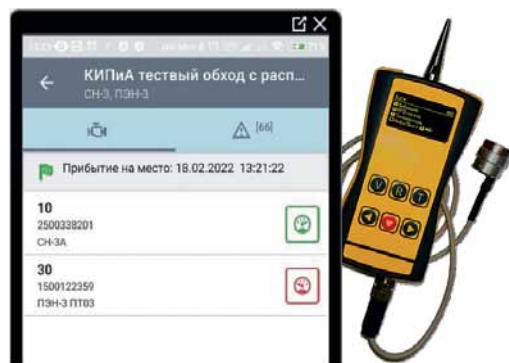 КИПиА тествый обход с расп...
СН-3, ПЭН-3
[66]
Прибытие на место: 18.02.2022 13:21:22
10
2500338201
СН-3А
30
1500122359
ПЭН-3 ПТ03
V R T